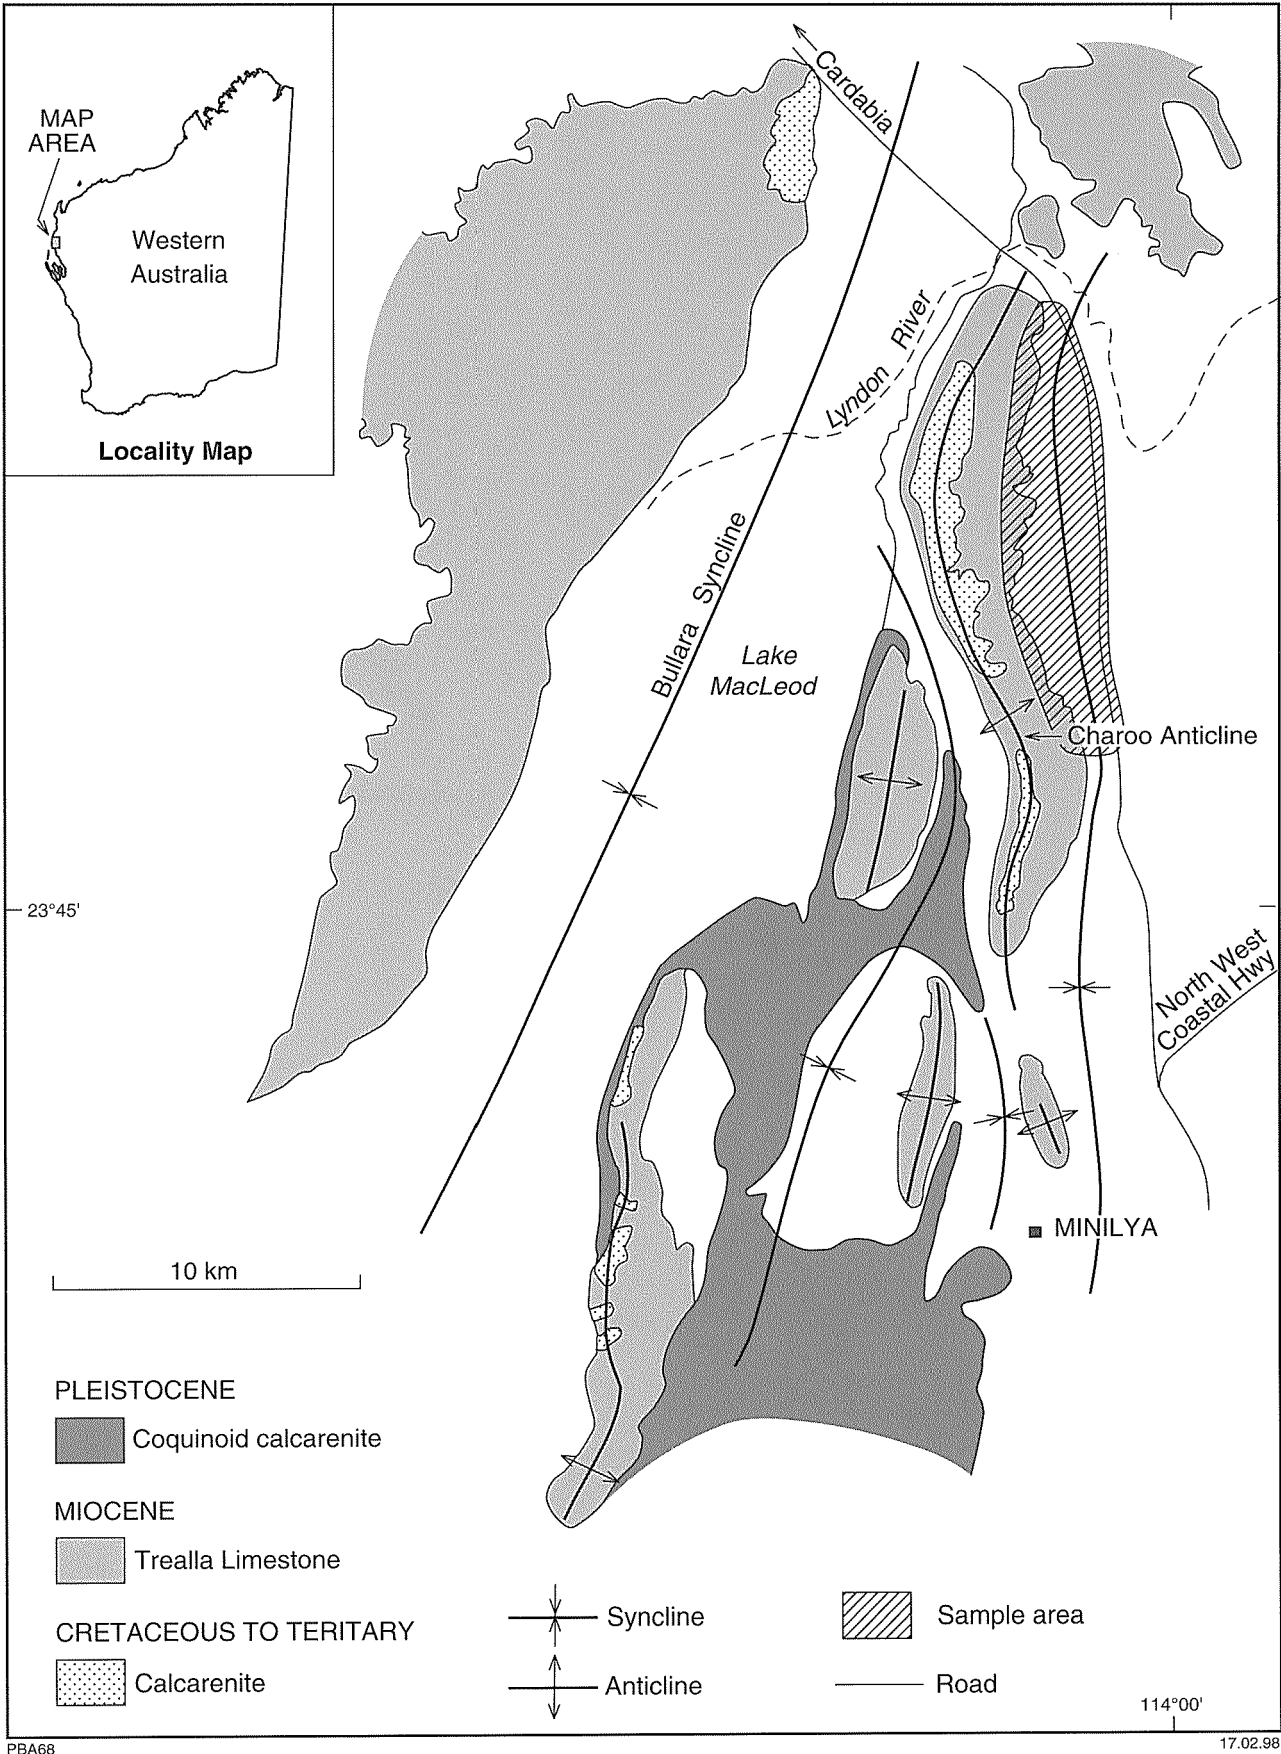 MAP
AREA
Western
Australia
Locality Map
Cardabia
Lyndon River
Bullara Syncline
Lake
MacLeod
Charoo Anticline
23°45'
North West
Coastal Hwy
MINILYA
10 km
PLEISTOCENE
Coquinoid calcarenite
MIOCENE
Trealla Limestone
CRETACEOUS TO TERITARY
Calcarenite
Syncline
Anticline
Sample area
Road
114°00'
PBA68
17.02.98